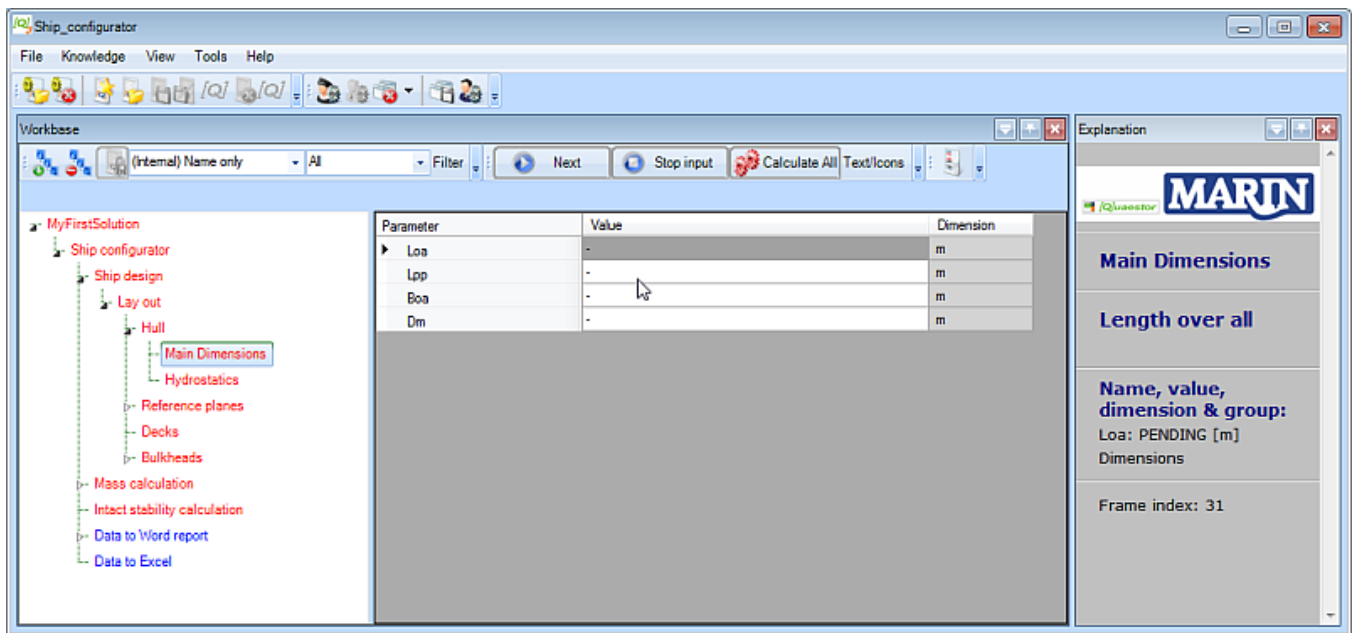 Ship_configurator
File Knowledge View Tools Help
Workbase
(Internal) Name only All Filter Next Stop input Calculate All Text/Icons
MyFirstSolution
Ship configurator
Ship design
Lay out
Hull
Main Dimensions
Hydrostatics
Reference planes
Decks
Bulkheads
Mass calculation
Intact stability calculation
Data to Word report
Data to Excel
Parameter Value Dimension
Loa - m
Lpp - m
Boa - m
Dm - m
Explanation
[Q]uaestor MARIN
Main Dimensions
Length over all
Name, value,
dimension & group:
Loa: PENDING [m]
Dimensions
Frame index: 31